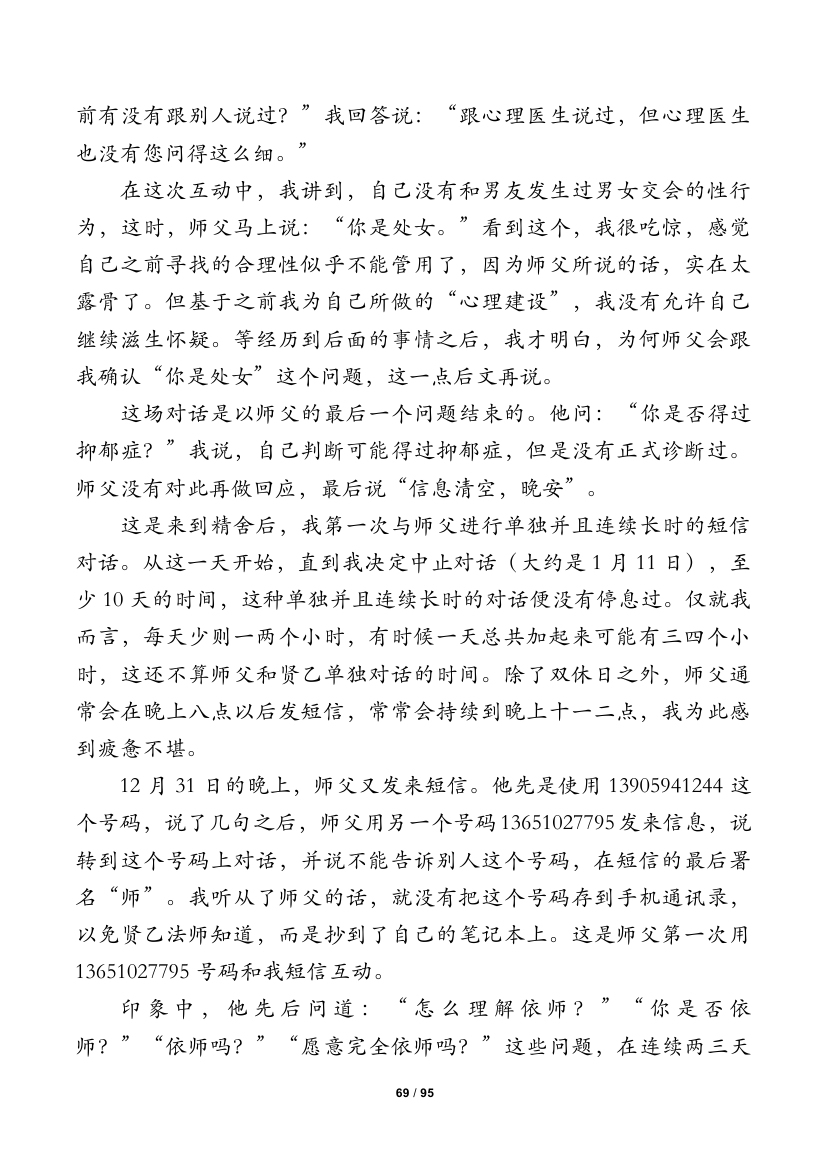 前有没有跟别人说过？”我回答说：“跟心理医生说过，但心理医生
也没有您问得这么细。”
在这次互动中，我讲到，自己没有和男友发生过男女交会的性行
为，这时，师父马上说：“你是处女。”看到这个，我很吃惊，感觉
自己之前寻找的合理性似乎不能管用了，因为师父所说的话，实在太
露骨了。但基于之前我为自己所做的“心理建设”，我没有允许自己
继续滋生怀疑。等经历到后面的事情之后，我才明白，为何师父会跟
我确认“你是处女”这个问题，这一点后文再说。
这场对话是以师父的最后一个问题结束的。他问：“你是否得过
抑郁症？”我说，自己判断可能得过抑郁症，但是没有正式诊断过。
师父没有对此再做回应，最后说“信息清空，晚安”。
这是来到精舍后，我第一次与师父进行单独并且连续长时的短信
对话。从这一天开始，直到我决定中止对话（大约是 1 月 11 日），至
少 10 天的时间，这种单独并且连续长时的对话便没有停息过。仅就我
而言，每天少则一两个小时，有时候一天总共加起来可能有三四个小
时，这还不算师父和贤乙单独对话的时间。除了双休日之外，师父通
常会在晚上八点以后发短信，常常会持续到晚上十一二点，我为此感
到疲惫不堪。
12 月 31 日的晚上，师父又发来短信。他先是使用 13905941244 这
个号码，说了几句之后，师父用另一个号码 13651027795 发来信息，说
转到这个号码上对话，并说不能告诉别人这个号码，在短信的最后署
名“师”。我听从了师父的话，就没有把这个号码存到手机通讯录，
以免贤乙法师知道，而是抄到了自己的笔记本上。这是师父第一次用
13651027795 号码和我短信互动。
印象中，他先后问道：“怎么理解依师？”“你是否依
师？”“依师吗？”“愿意完全依师吗？”这些问题，在连续两三天
69 / 95